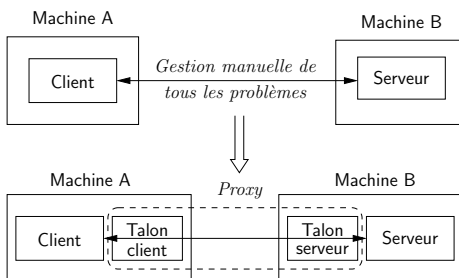 Machine A
Machine B
Client
Gestion manuelle de
tous les problèmes
Serveur
Machine A
Proxy
Machine B
Client
Talon
client
Talon
serveur
Serveur